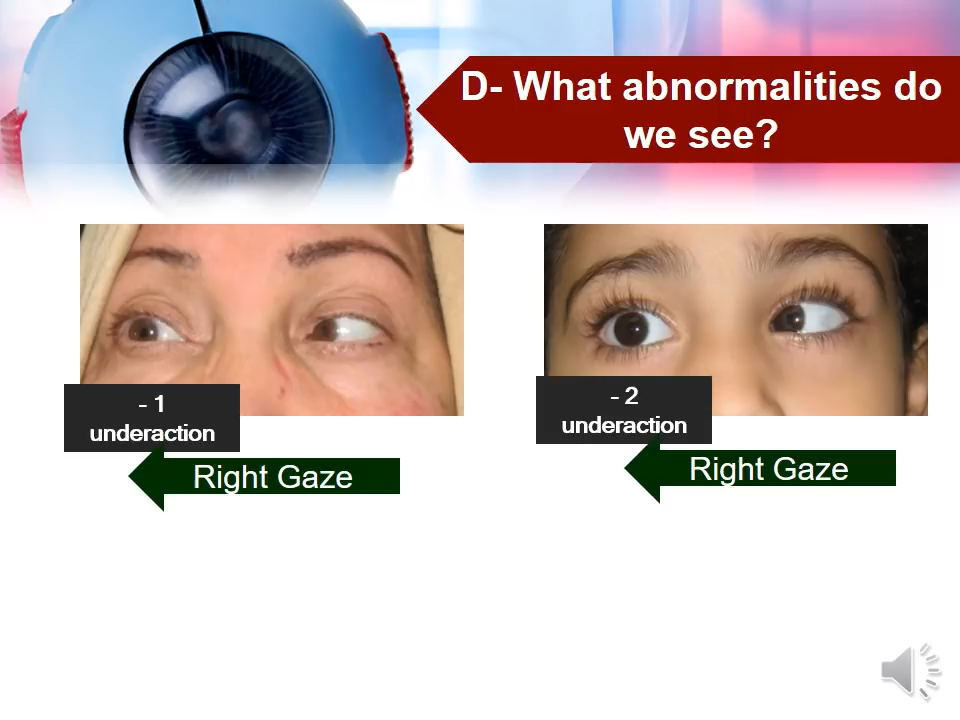 D- What abnormalities do
we see?
- 1
underaction
- 2
underaction
Right Gaze
Right Gaze